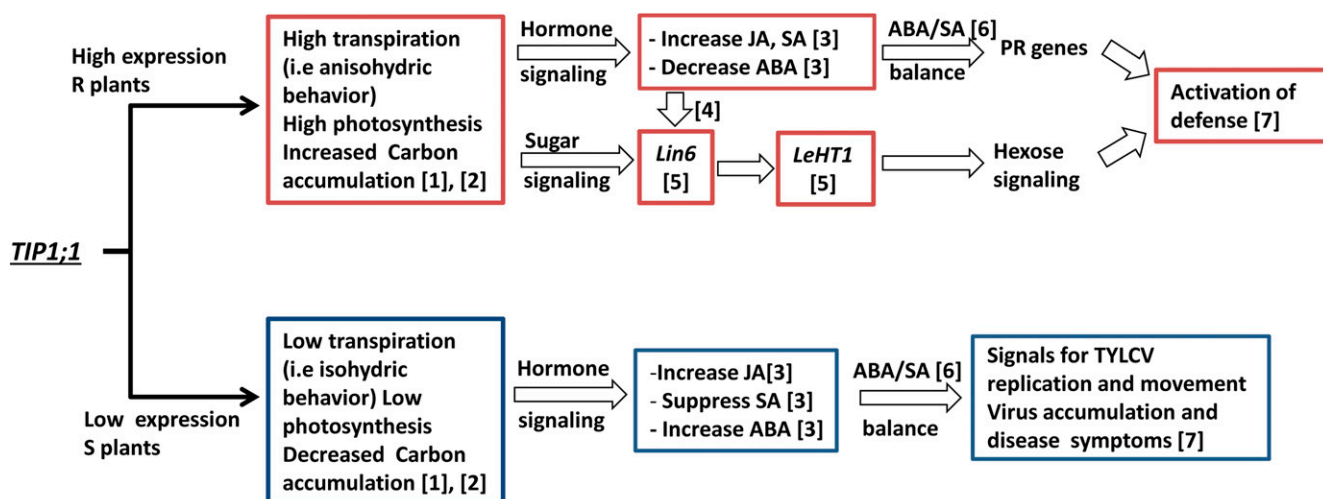 High expression
R plants
High transpiration
(i.e anisohydric
behavior)
High photosynthesis
Increased Carbon
accumulation [1], [2]
Hormone
signaling
- Increase JA, SA [3]
- Decrease ABA [3]
ABA/SA [6]
balance
PR genes
[4]
Sugar
signaling
Lin6
[5]
LeHT1
[5]
Hexose
signaling
Activation of
defense [7]
TIP1;1
Low expression
S plants
Low transpiration
(i.e isohydric
behavior) Low
photosynthesis
Decreased Carbon
accumulation [1], [2]
Hormone
signaling
-Increase JA[3]
- Suppress SA [3]
- Increase ABA [3]
ABA/SA [6]
balance
Signals for TYLCV
replication and movement
Virus accumulation and
disease symptoms [7]